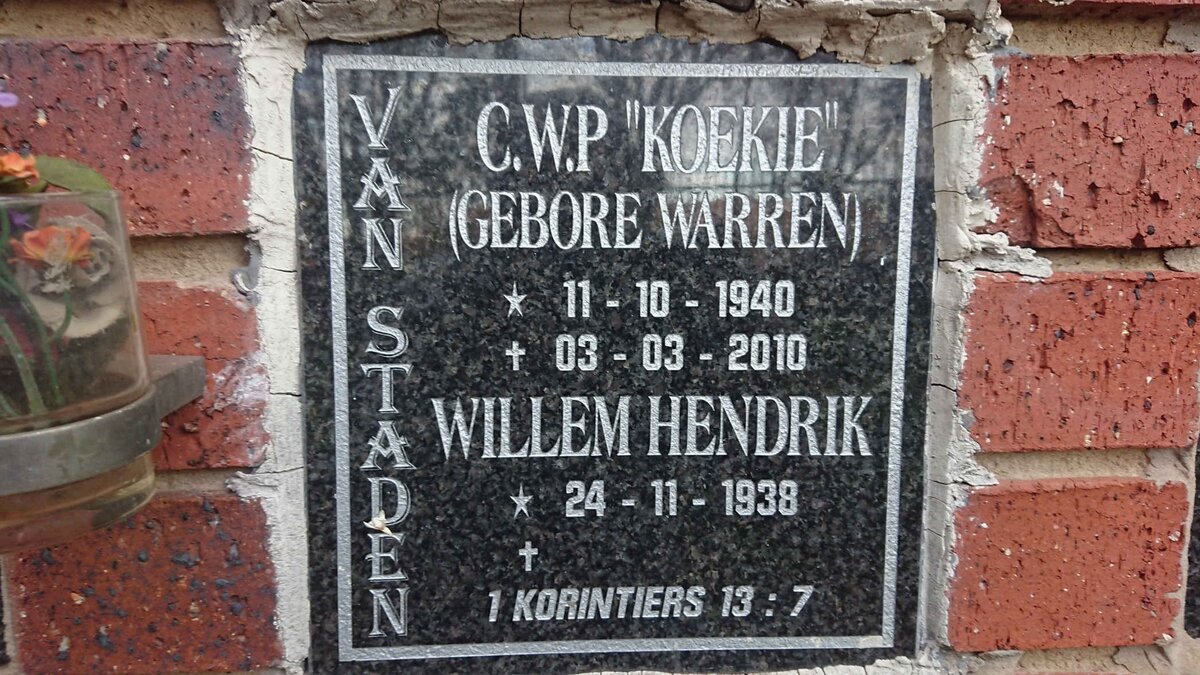 VAN STADEN
C.W.P "KOEKIE"
(GEBORE WARREN)
★ 11 - 10 - 1940
✝ 03 - 03 - 2010
WILLEM HENDRIK
★ 24 - 11 - 1938
✝
1 KORINTIERS 13 : 7